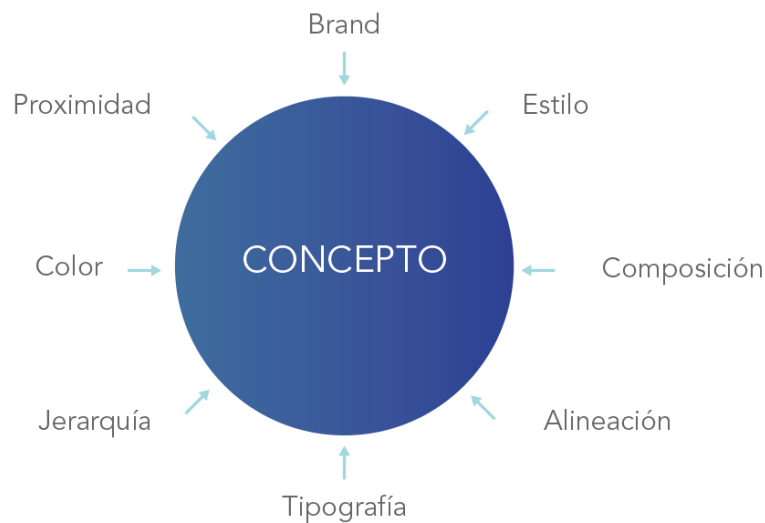 Brand
Proximidad
Estilo
Color
CONCEPTO
Composición
Jerarquía
Alineación
Tipografía